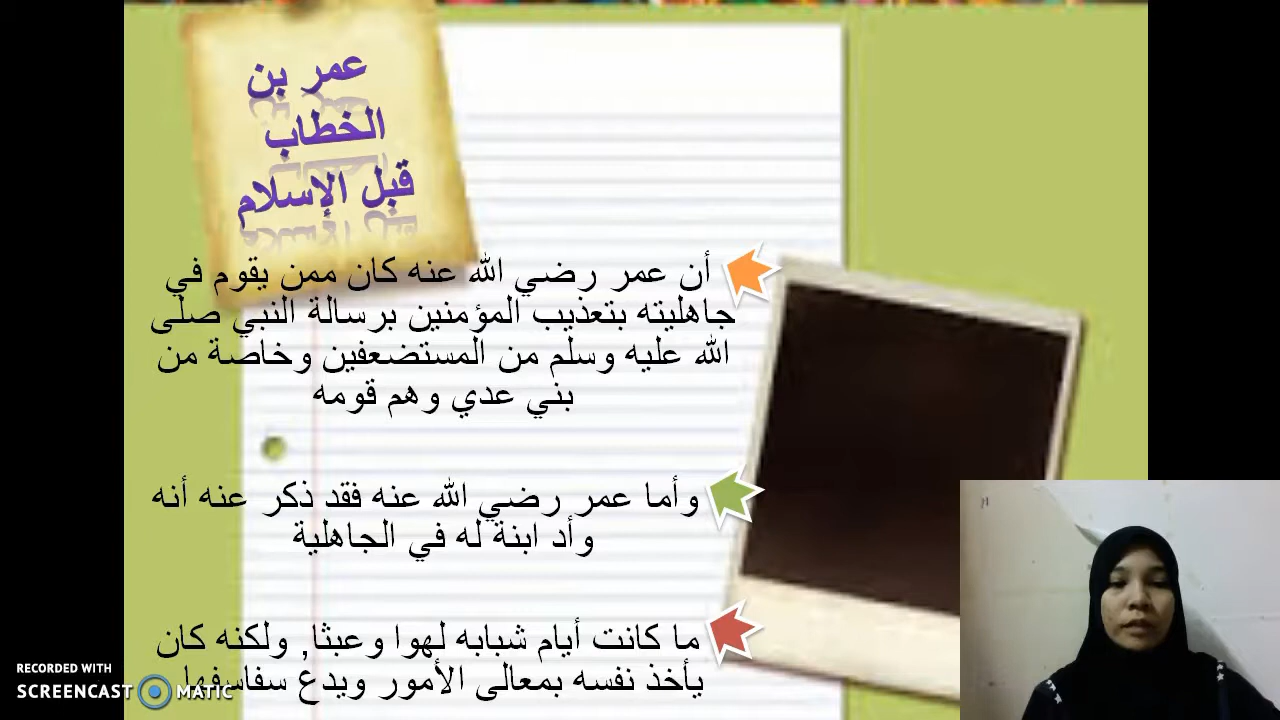 عمر بن
الخطاب
قبل الإسلام
أن عمر رضي الله عنه كان ممن يقوم في
جاهليته بتعذيب المؤمنين برسالة النبي صلى
الله عليه وسلم من المستضعفين وخاصة من
بني عدي وهم قومه
وأما عمر رضي الله عنه فقد ذكر عنه أنه
وأد ابنة له في الجاهلية
ما كانت أيام شبابه لهوا وعبثا, ولكنه كان
يأخذ نفسه بمعالى الأمور ويدع سفاسفها
RECORDED WITH
SCREENCAST MATIC